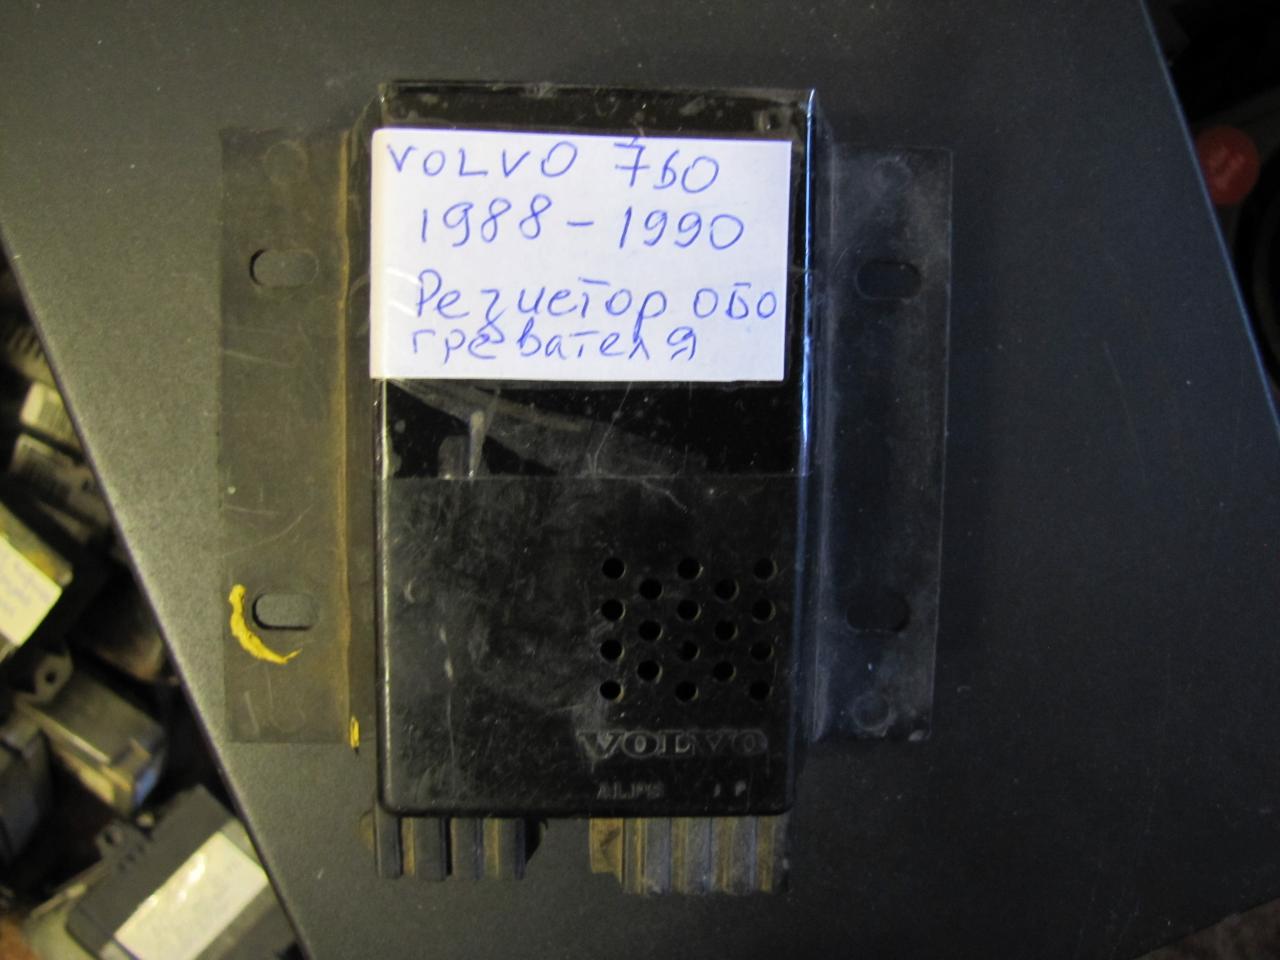 VOLVO 760
1988-1990
Резистор обо
гревателя
VOLVO
ALPS